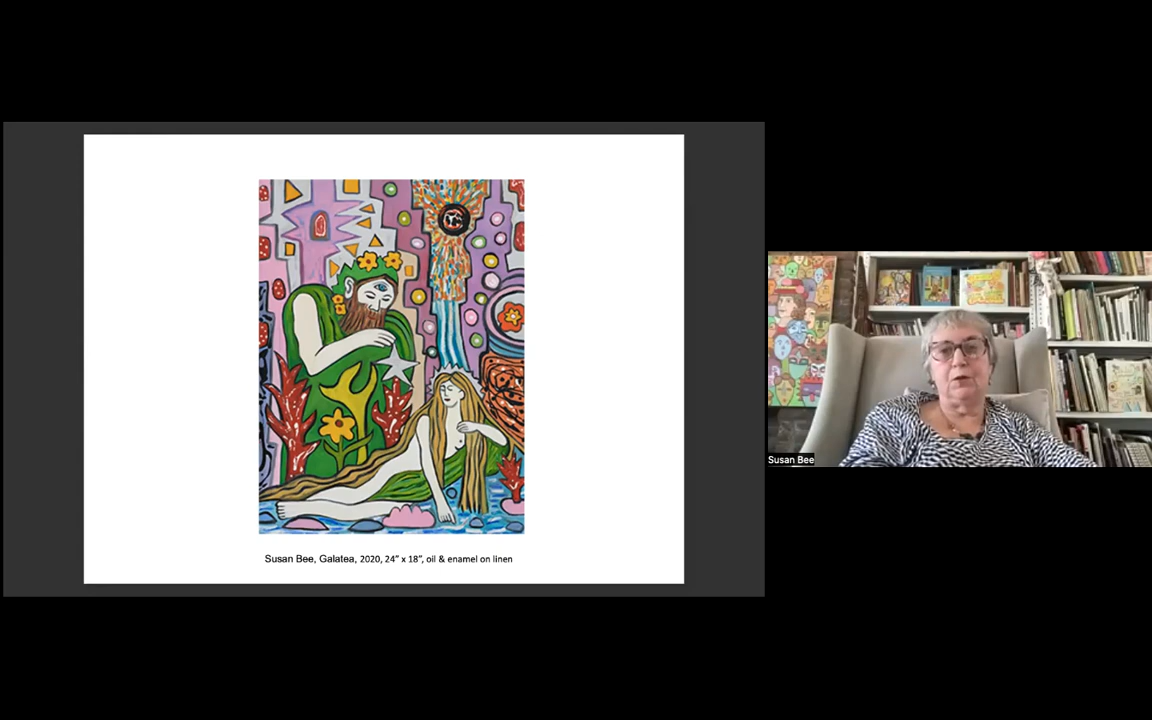 Susan Bee, Galatea, 2020, 24” x 18”, oil & enamel on linen
Susan Bee